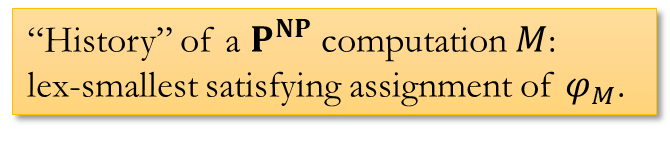 “History” of a 𝐏^𝐍𝐏 computation 𝑀:
lex-smallest satisfying assignment of 𝜑_𝑀.